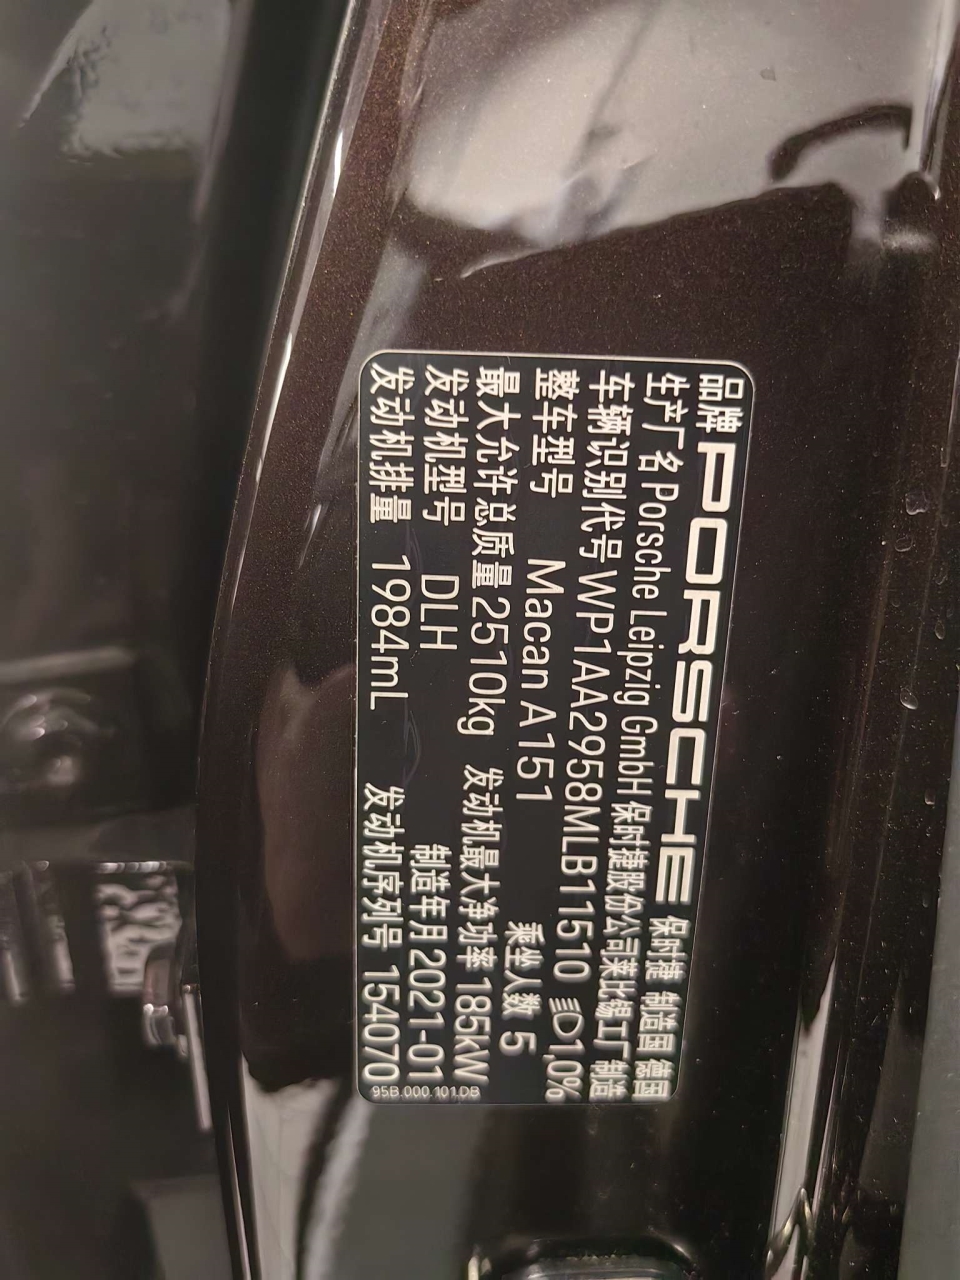 品牌 PORSCHE 保时捷 制造国 德国
生产厂名 Porsche Leipzig GmbH 保时捷股份公司莱比锡工厂制造
车辆识别代号 WP1AA2958MLB11510 1,0%
整车型号 Macan A151 乘坐人数 5
最大允许总质量 2510kg 发动机最大净功率 185kW
发动机型号 DLH 制造年月 2021-01
发动机排量 1984mL 发动机序列号 154070
95B.000.101.DB